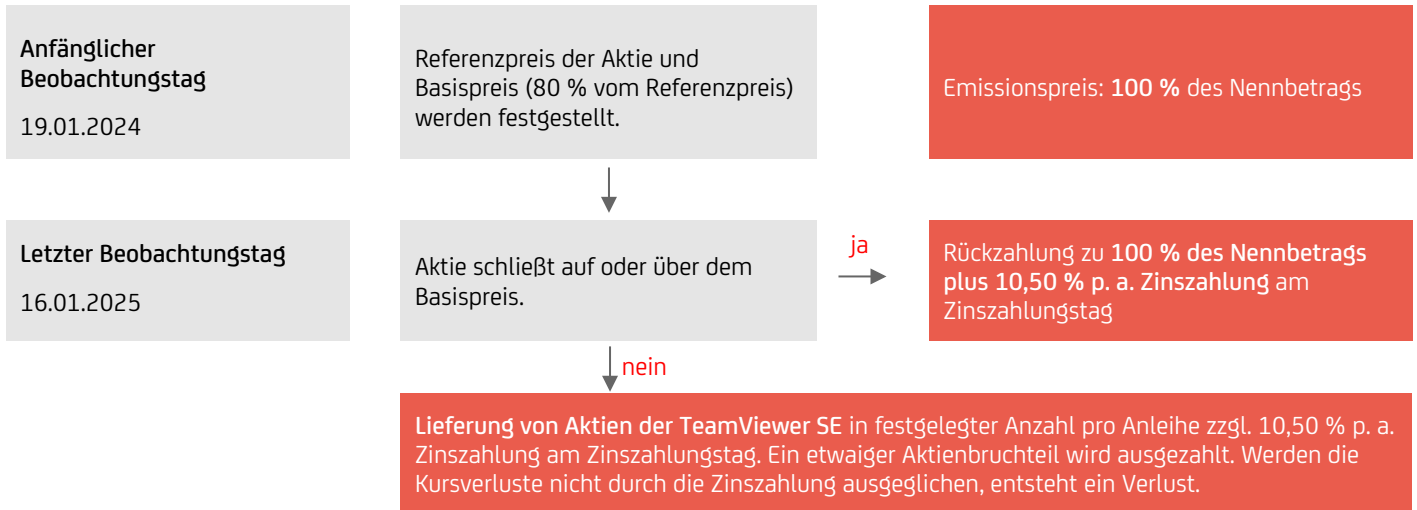 Anfänglicher
Beobachtungstag
19.01.2024
Referenzpreis der Aktie und
Basispreis (80 % vom Referenzpreis)
werden festgestellt.
Emissionspreis: 100 % des Nennbetrags
Letzter Beobachtungstag
16.01.2025
Aktie schließt auf oder über dem
Basispreis.
ja
Rückzahlung zu 100 % des Nennbetrags
plus 10,50 % p. a. Zinszahlung am
Zinszahlungstag
nein
Lieferung von Aktien der TeamViewer SE in festgelegter Anzahl pro Anleihe zzgl. 10,50 % p. a.
Zinszahlung am Zinszahlungstag. Ein etwaiger Aktienbruchteil wird ausgezahlt. Werden die
Kursverluste nicht durch die Zinszahlung ausgeglichen, entsteht ein Verlust.